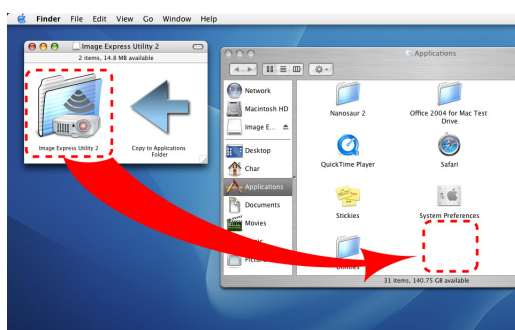 Finder File Edit View Go Window Help
Image Express Utility 2
2 items, 14.8 MB available
Image Express Utility 2
Copy to Applications
Folder
Applications
Network
Macintosh HD
Image E...
Desktop
Char
Applications
Documents
Movies
Nanosaur 2
Office 2004 for Mac Test
Drive
QuickTime Player
Safari
Stickies
System Preferences
31 items, 140.75 GB available